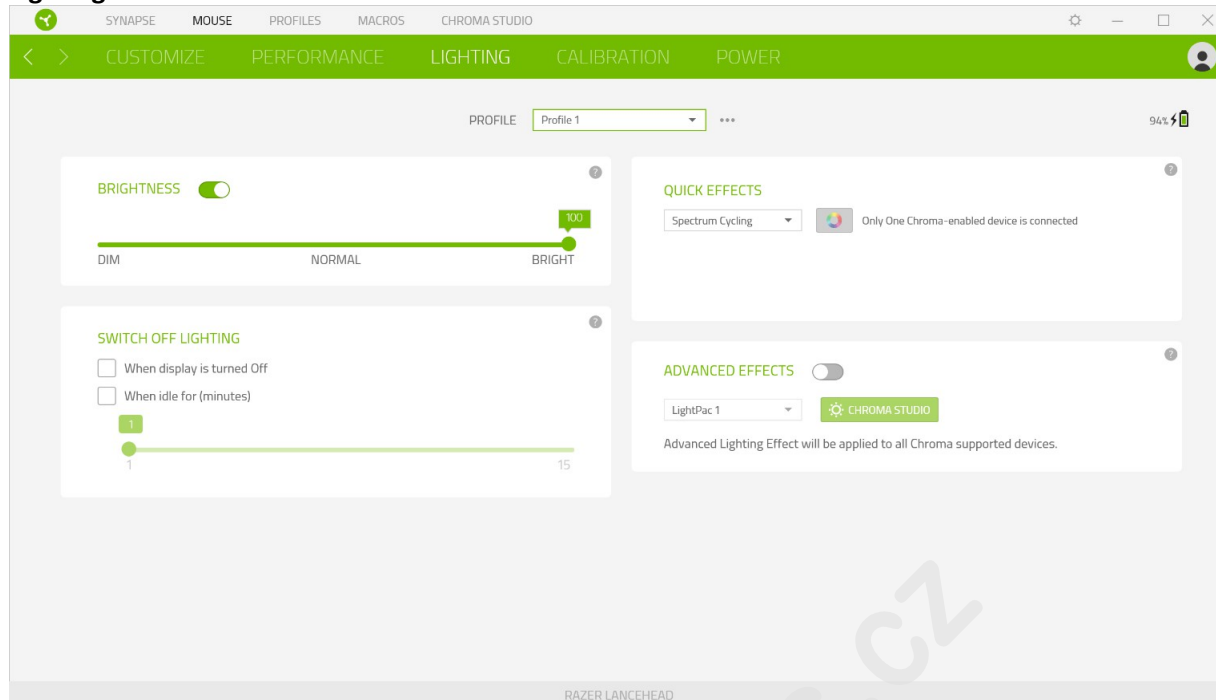 SYNAPSE MOUSE PROFILES MACROS CHROMA STUDIO
CUSTOMIZE PERFORMANCE LIGHTING CALIBRATION POWER
PROFILE Profile 1 94%
BRIGHTNESS
100
DIM NORMAL BRIGHT
SWITCH OFF LIGHTING
When display is turned Off
When idle for (minutes)
1
1 15
QUICK EFFECTS
Spectrum Cycling Only One Chroma-enabled device is connected
ADVANCED EFFECTS
LightPac 1 CHROMA STUDIO
Advanced Lighting Effect will be applied to all Chroma supported devices.
cz
RAZER LANCEHEAD